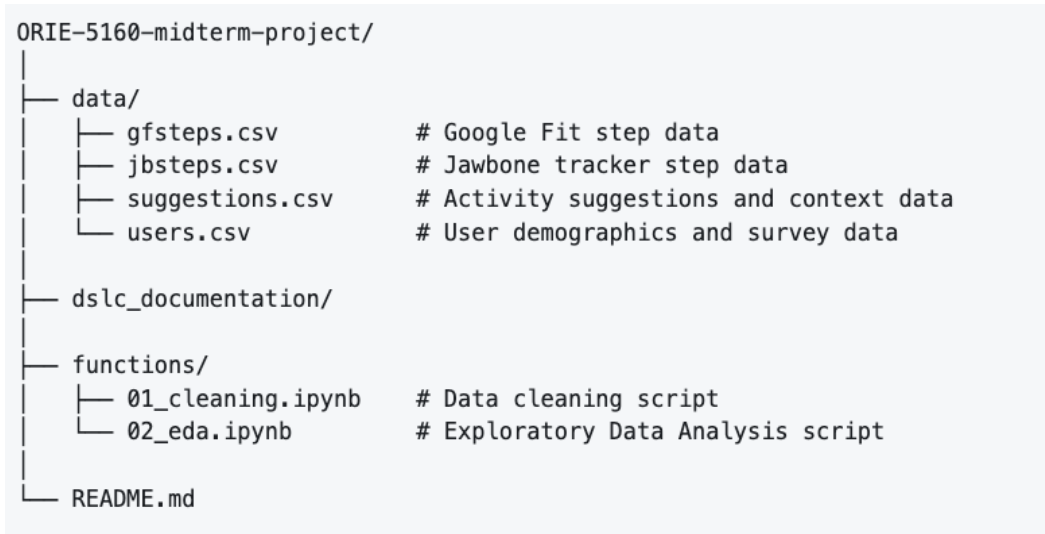 ORIE-5160-midterm-project/
│
├── data/
│   ├── gfsteps.csv          # Google Fit step data
│   ├── jbsteps.csv          # Jawbone tracker step data
│   ├── suggestions.csv      # Activity suggestions and context data
│   └── users.csv            # User demographics and survey data
│
├── dslc_documentation/
│
├── functions/
│   ├── 01_cleaning.ipynb    # Data cleaning script
│   └── 02_eda.ipynb         # Exploratory Data Analysis script
│
└── README.md